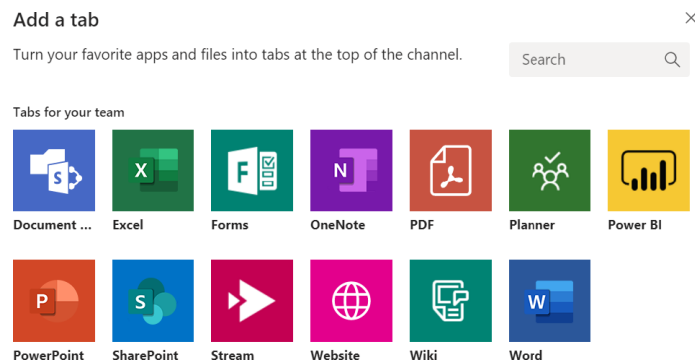 Add a tab
Turn your favorite apps and files into tabs at the top of the channel.
Search
Tabs for your team
S
X
F
N
Document ...
Excel
Forms
OneNote
PDF
Planner
Power BI
P
S
W
PowerPoint
SharePoint
Stream
Website
Wiki
Word